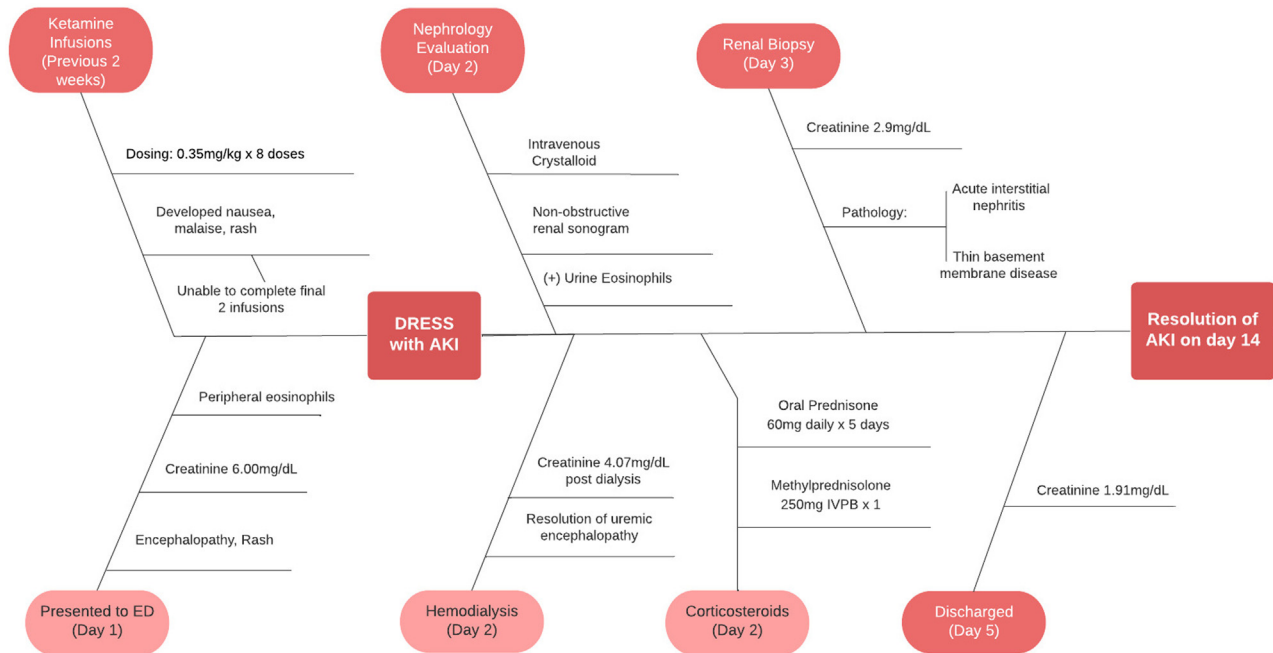 Ketamine
Infusions
(Previous 2
weeks)
Dosing: 0.35mg/kg x 8 doses
Developed nausea,
malaise, rash
Unable to complete final
2 infusions
Nephrology
Evaluation
(Day 2)
Intravenous
Crystalloid
Non-obstructive
renal sonogram
(+) Urine Eosinophils
Renal Biopsy
(Day 3)
Creatinine 2.9mg/dL
Pathology:
Acute interstitial
nephritis
Thin basement
membrane disease
DRESS
with AKI
Resolution of
AKI on day 14
Peripheral eosinophils
Creatinine 6.00mg/dL
Encephalopathy, Rash
Presented to ED
(Day 1)
Creatinine 4.07mg/dL
post dialysis
Resolution of uremic
encephalopathy
Hemodialysis
(Day 2)
Oral Prednisone
60mg daily x 5 days
Methylprednisolone
250mg IVPB x 1
Corticosteroids
(Day 2)
Creatinine 1.91mg/dL
Discharged
(Day 5)